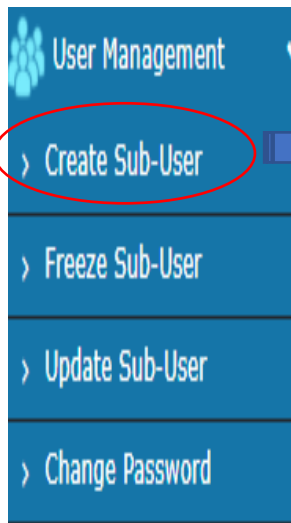 User Management
> Create Sub-User
> Freeze Sub-User
> Update Sub-User
> Change Password